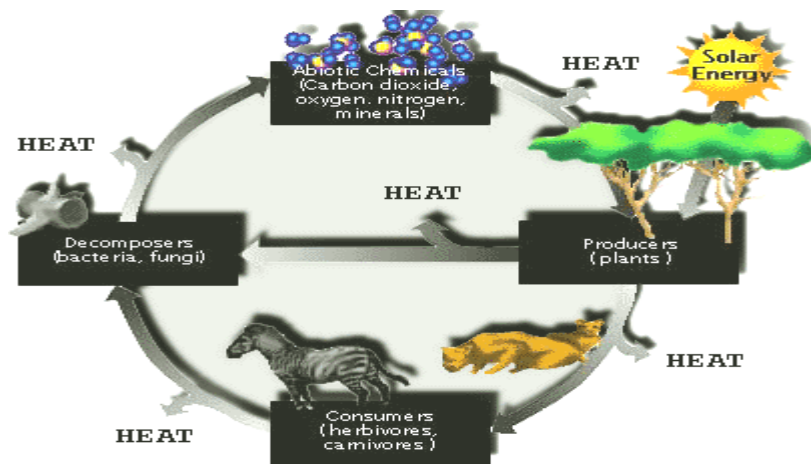 Abiotic Chemicals
(Carbon dioxide,
oxygen. nitrogen,
minerals)
HEAT
Solar
Energy
HEAT
HEAT
Decomposers
(bacteria, fungi)
Producers
(plants)
HEAT
Consumers
(herbivores,
carnivores)
HEAT